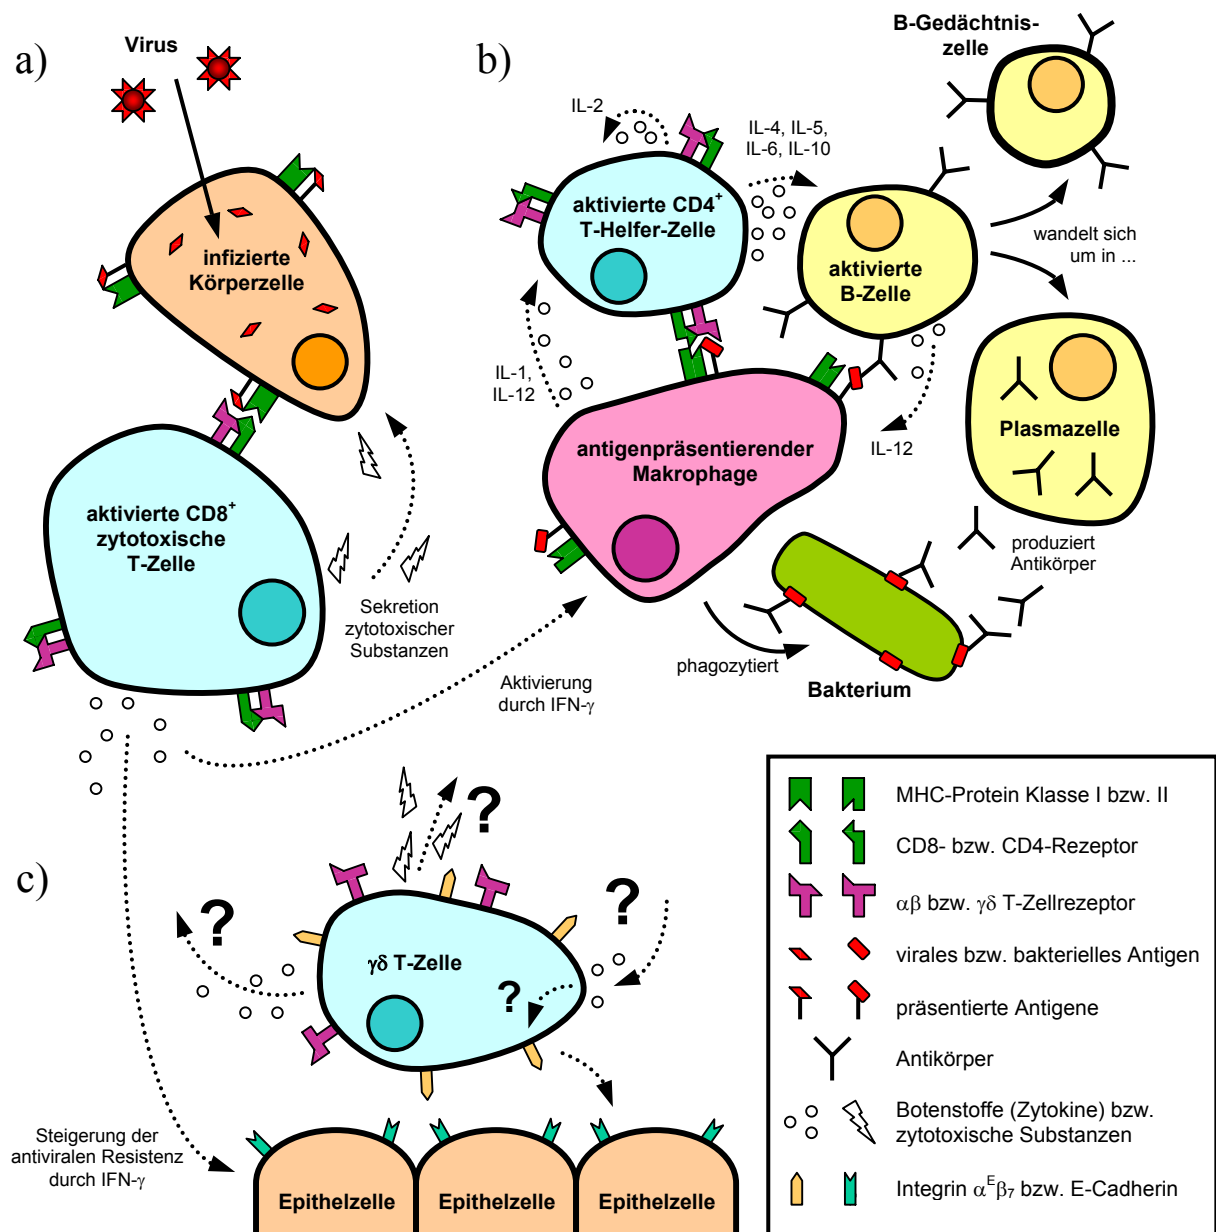 a)
Virus
infizierte
Körperzelle
aktivierte CD8⁺
zytotoxische
T-Zelle
Sekretion
zytotoxischer
Substanzen
b)
B-Gedächtnis-
zelle
IL-2
IL-4, IL-5,
IL-6, IL-10
aktivierte CD4⁺
T-Helfer-Zelle
aktivierte
B-Zelle
wandelt sich
um in ...
IL-1,
IL-12
IL-12
antigenpräsentierender
Makrophage
Plasmazelle
produziert
Antikörper
phagozytiert
Bakterium
Aktivierung
durch IFN-γ
c)
?
?
?
?
γδ T-Zelle
Steigerung der
antiviralen Resistenz
durch IFN-γ
Epithelzelle
Epithelzelle
Epithelzelle
MHC-Protein Klasse I bzw. II
CD8- bzw. CD4-Rezeptor
αβ bzw. γδ T-Zellrezeptor
virales bzw. bakterielles Antigen
präsentierte Antigene
Antikörper
Botenstoffe (Zytokine) bzw.
zytotoxische Substanzen
Integrin αᴱβ₇ bzw. E-Cadherin